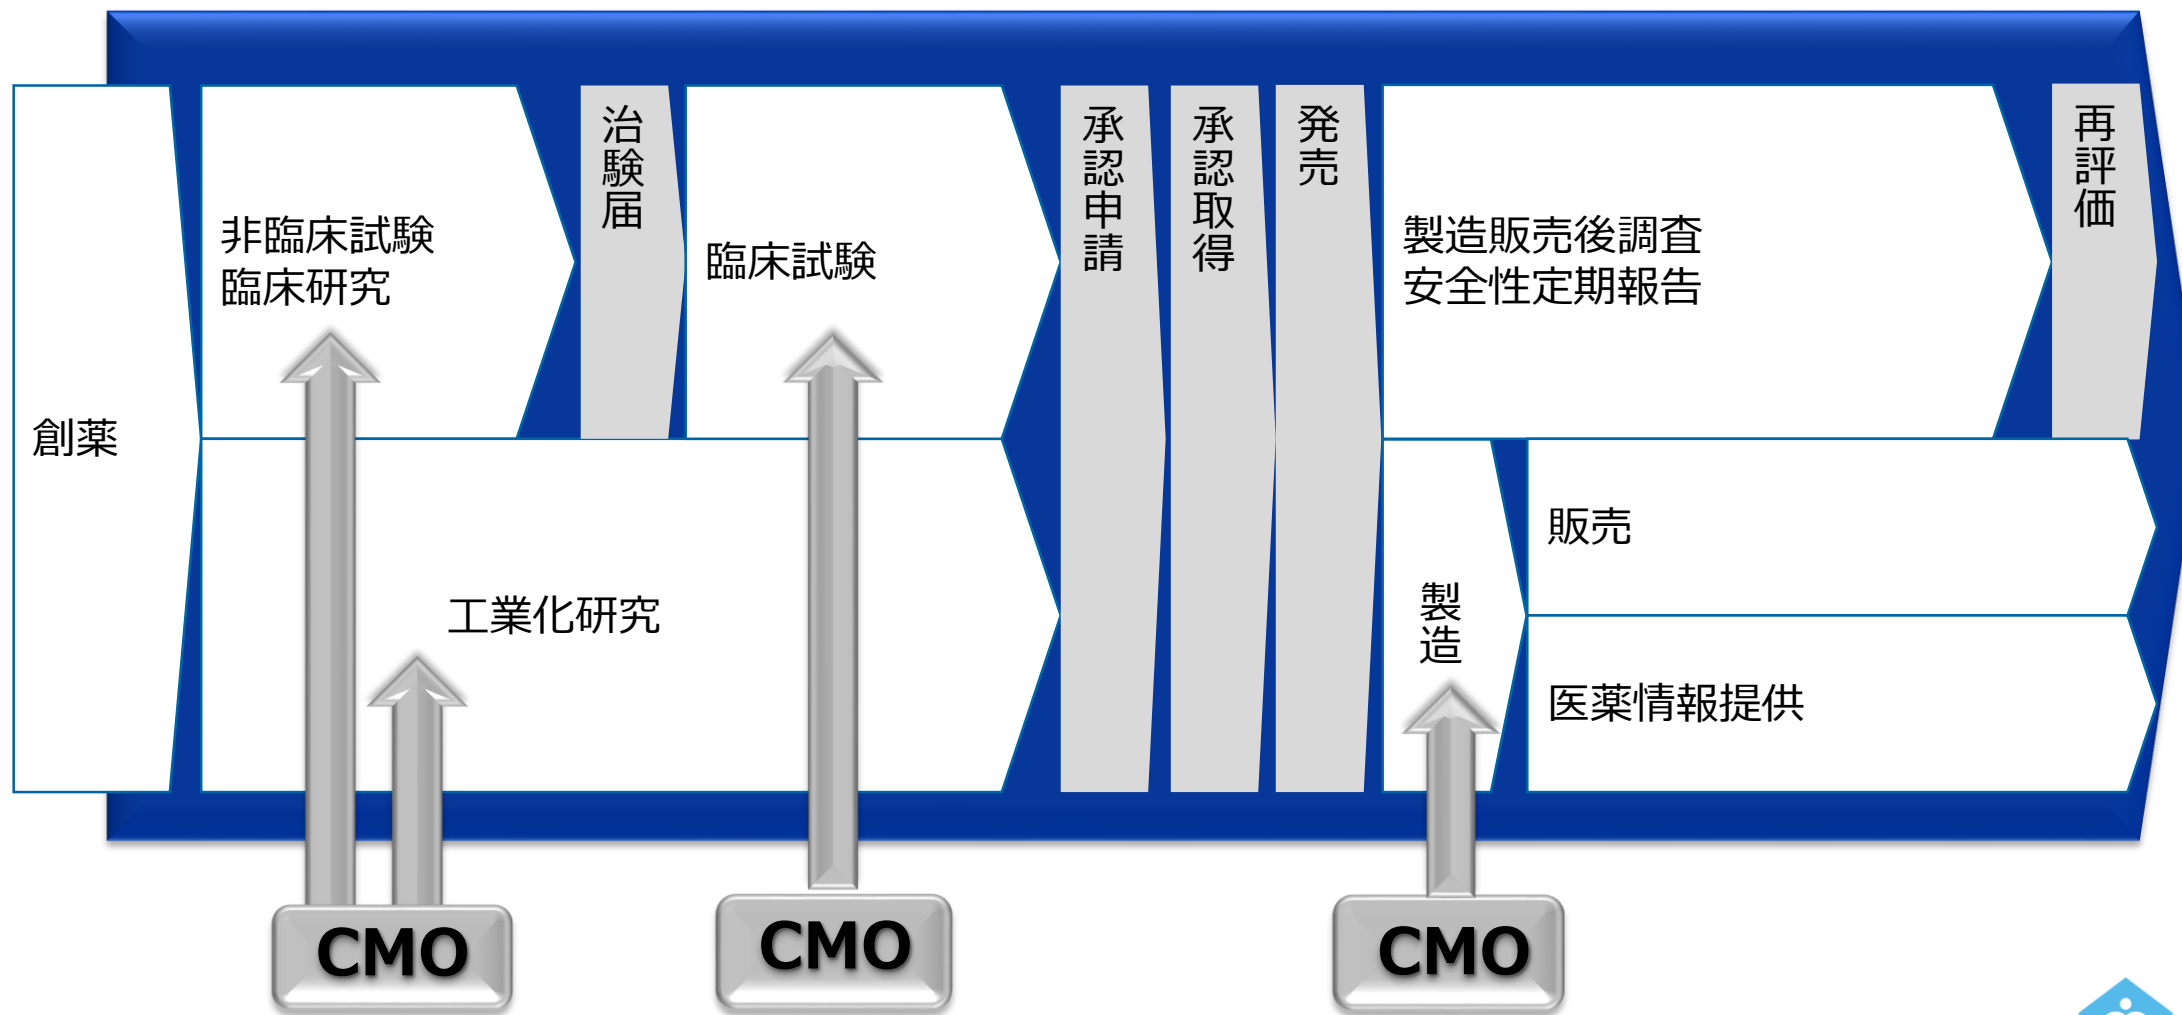 創薬
非臨床試験
臨床研究
治験届
臨床試験
工業化研究
承認申請
承認取得
発売
製造販売後調査
安全性定期報告
再評価
製造
販売
医薬情報提供
CMO
CMO
CMO